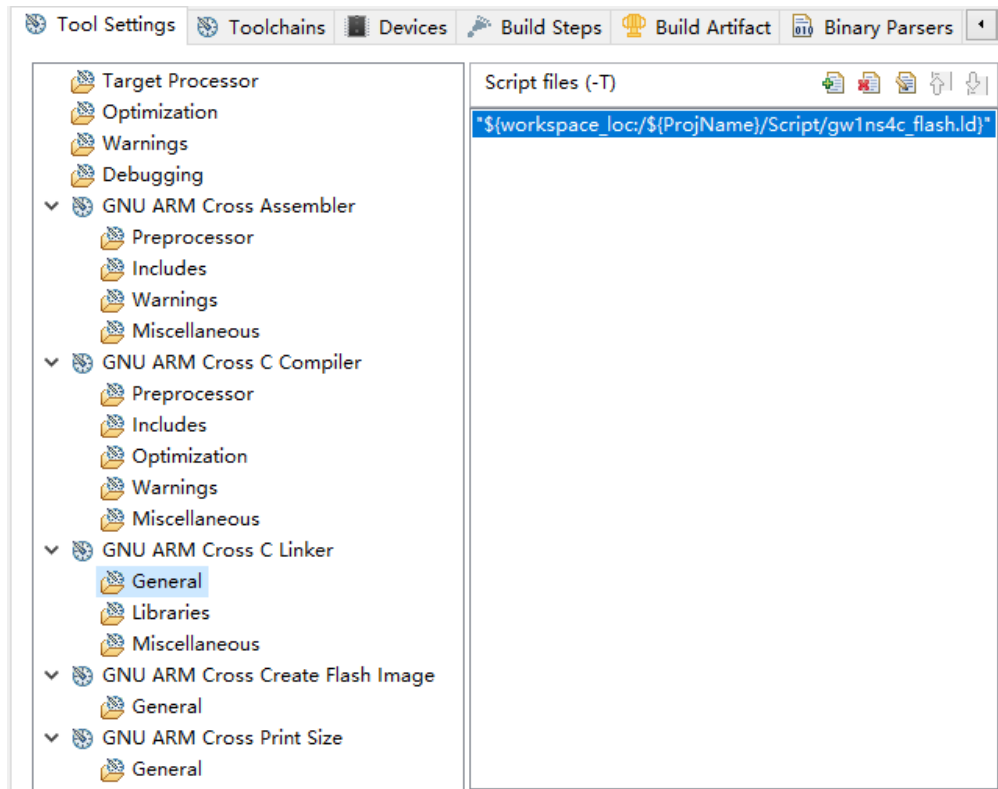 Tool Settings Toolchains Devices Build Steps Build Artifact Binary Parsers
Target Processor
Optimization
Warnings
Debugging
GNU ARM Cross Assembler
Preprocessor
Includes
Warnings
Miscellaneous
GNU ARM Cross C Compiler
Preprocessor
Includes
Optimization
Warnings
Miscellaneous
GNU ARM Cross C Linker
General
Libraries
Miscellaneous
GNU ARM Cross Create Flash Image
General
GNU ARM Cross Print Size
General
Script files (-T)
"${workspace_loc:/${ProjName}/Script/gw1ns4c_flash.ld}"